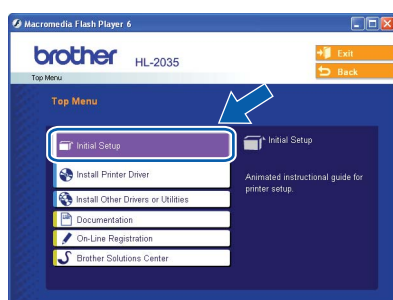 Macromedia Flash Player 6
brother HL-2035
Exit
Top Menu
Back
Top Menu
Initial Setup
Initial Setup
Install Printer Driver
Animated instructional guide for
printer setup.
Install Other Drivers or Utilities
Documentation
On-Line Registration
Brother Solutions Center